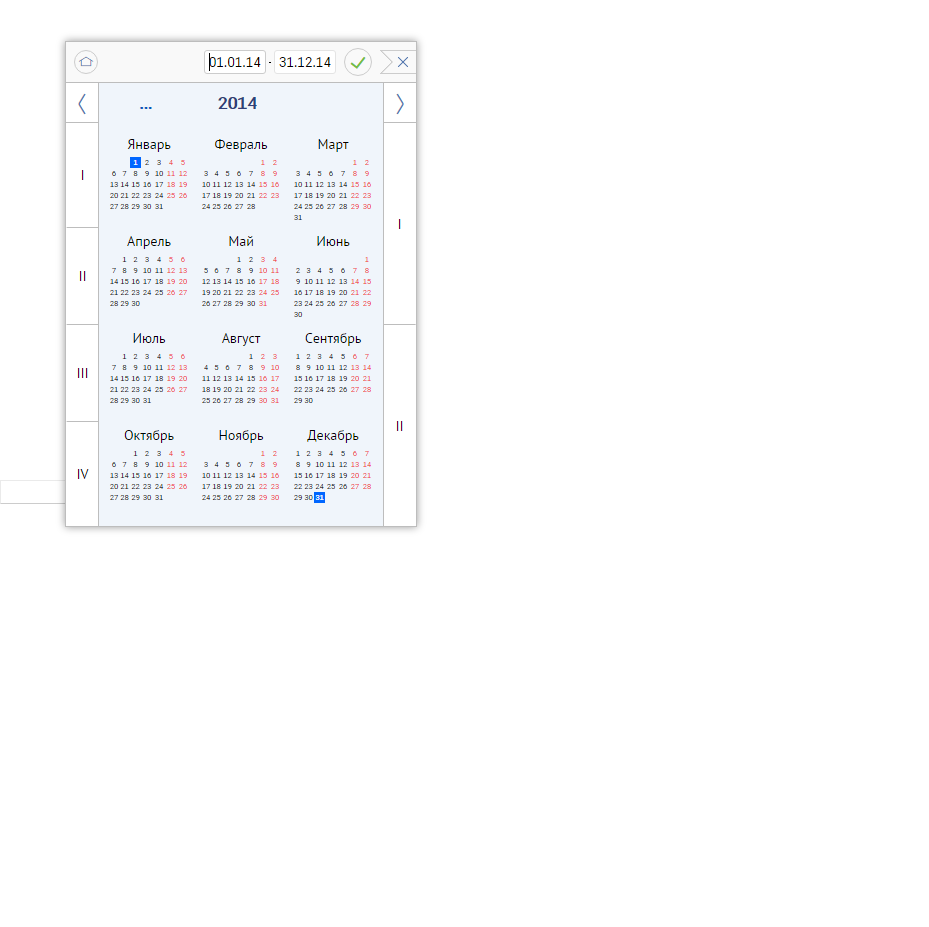 01.01.14 - 31.12.14
... 2014
Январь Февраль Март
1 2 3 4 5 1 2 1 2
6 7 8 9 10 11 12 3 4 5 6 7 8 9 3 4 5 6 7 8 9
13 14 15 16 17 18 19 10 11 12 13 14 15 16 10 11 12 13 14 15 16
20 21 22 23 24 25 26 17 18 19 20 21 22 23 17 18 19 20 21 22 23
27 28 29 30 31 24 25 26 27 28 24 25 26 27 28 29 30
31
I
I
Апрель Май Июнь
1 2 3 4 5 6 1 2 3 4 1
7 8 9 10 11 12 13 5 6 7 8 9 10 11 2 3 4 5 6 7 8
14 15 16 17 18 19 20 12 13 14 15 16 17 18 9 10 11 12 13 14 15
21 22 23 24 25 26 27 19 20 21 22 23 24 25 16 17 18 19 20 21 22
28 29 30 26 27 28 29 30 31 23 24 25 26 27 28 29
30
II
Июль Август Сентябрь
1 2 3 4 5 6 1 2 3 1 2 3 4 5 6 7
7 8 9 10 11 12 13 4 5 6 7 8 9 10 8 9 10 11 12 13 14
14 15 16 17 18 19 20 11 12 13 14 15 16 17 15 16 17 18 19 20 21
21 22 23 24 25 26 27 18 19 20 21 22 23 24 22 23 24 25 26 27 28
28 29 30 31 25 26 27 28 29 30 31 29 30
III
II
Октябрь Ноябрь Декабрь
1 2 3 4 5 1 2 1 2 3 4 5 6 7
6 7 8 9 10 11 12 3 4 5 6 7 8 9 8 9 10 11 12 13 14
13 14 15 16 17 18 19 10 11 12 13 14 15 16 15 16 17 18 19 20 21
20 21 22 23 24 25 26 17 18 19 20 21 22 23 22 23 24 25 26 27 28
27 28 29 30 31 24 25 26 27 28 29 30 29 30 31
IV